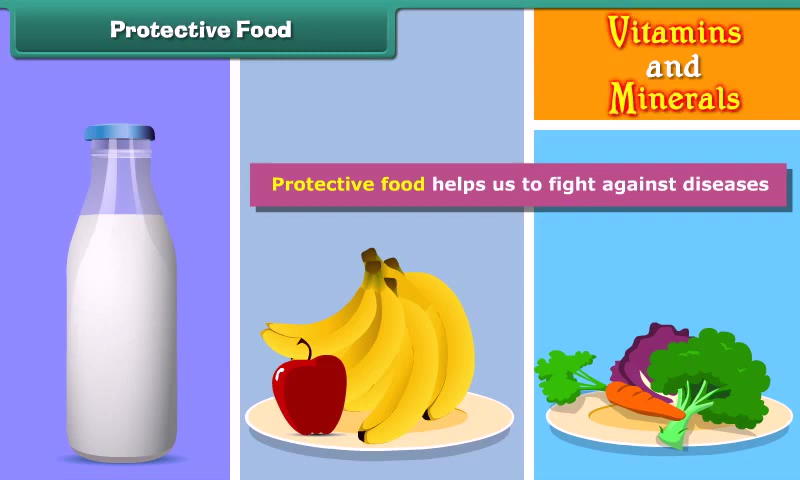 Protective Food
Vitamins
and
Minerals
Protective food helps us to fight against diseases